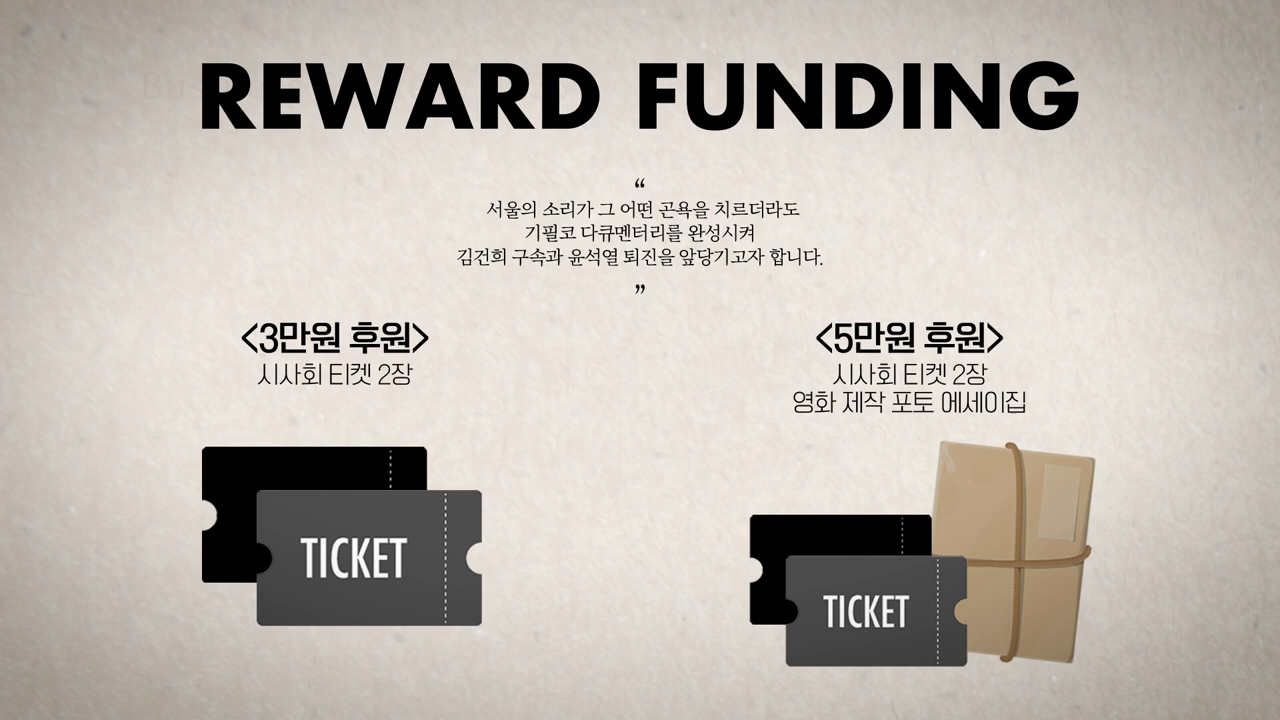 REWARD FUNDING
“
서울의 소리가 그 어떤 곤욕을 치르더라도
기필코 다큐멘터리를 완성시켜
김건희 구속과 윤석열 퇴진을 앞당기고자 합니다.
”
<3만원 후원>
시사회 티켓 2장
<5만원 후원>
시사회 티켓 2장
영화 제작 포토 에세이집
TICKET
TICKET